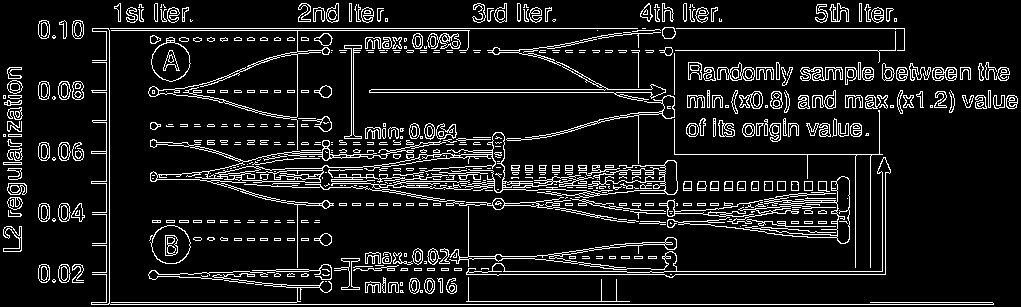 1st Iter. 2nd Iter. 3rd Iter. 4th Iter. 5th Iter.
0.10
max: 0.096
A
Randomly sample between the
min.(x0.8) and max.(x1.2) value
of its origin value.
0.08
min: 0.064
0.06
L2 regularization
0.04
B
max: 0.024
0.02
min: 0.016